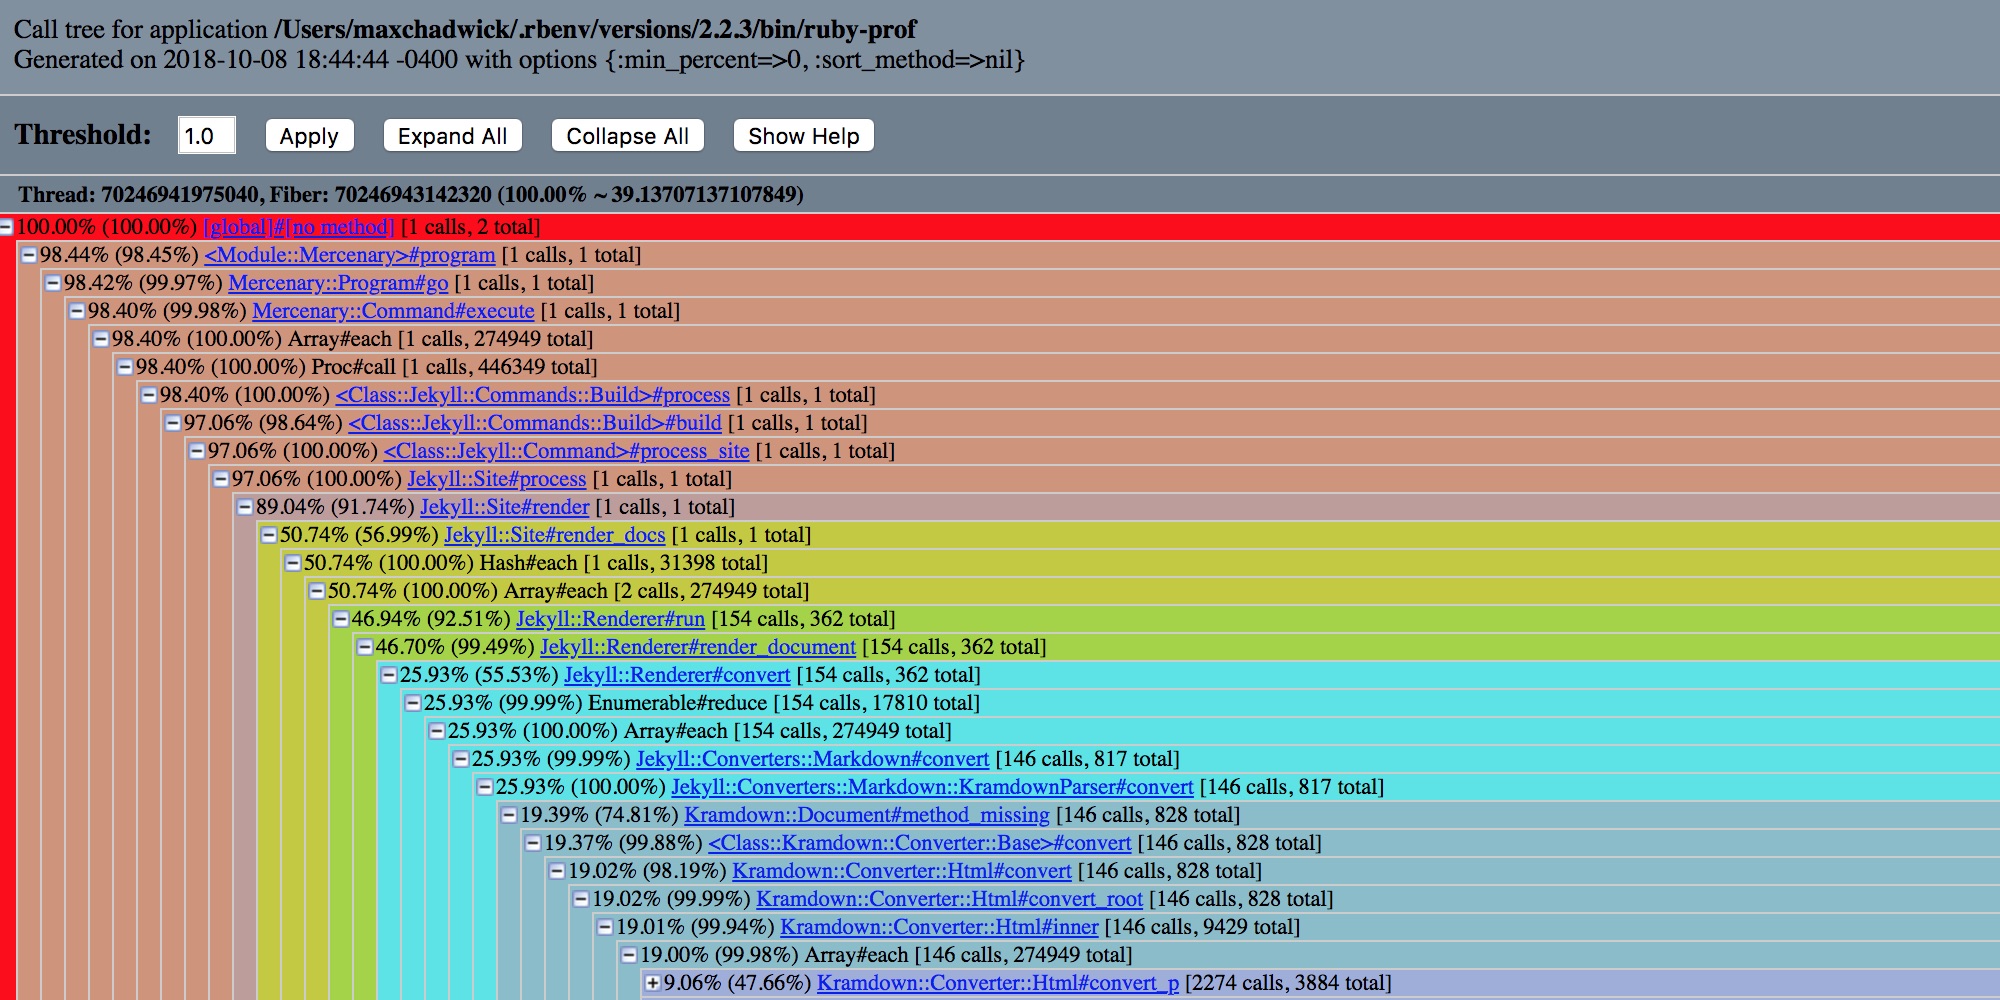 Call tree for application /Users/maxchadwick/.rbenv/versions/2.2.3/bin/ruby-prof
Generated on 2018-10-08 18:44:44 -0400 with options {:min_percent=>0, :sort_method=>nil}
Threshold: 1.0 Apply Expand All Collapse All Show Help
Thread: 70246941975040, Fiber: 70246943142320 (100.00% ~ 39.13707137107849)
100.00% (100.00%) [global]#[no method] [1 calls, 2 total]
98.44% (98.45%) <Module::Mercenary>#program [1 calls, 1 total]
98.42% (99.97%) Mercenary::Program#go [1 calls, 1 total]
98.40% (99.98%) Mercenary::Command#execute [1 calls, 1 total]
98.40% (100.00%) Array#each [1 calls, 274949 total]
98.40% (100.00%) Proc#call [1 calls, 446349 total]
98.40% (100.00%) <Class::Jekyll::Commands::Build>#process [1 calls, 1 total]
97.06% (98.64%) <Class::Jekyll::Commands::Build>#build [1 calls, 1 total]
97.06% (100.00%) <Class::Jekyll::Command>#process_site [1 calls, 1 total]
97.06% (100.00%) Jekyll::Site#process [1 calls, 1 total]
89.04% (91.74%) Jekyll::Site#render [1 calls, 1 total]
50.74% (56.99%) Jekyll::Site#render_docs [1 calls, 1 total]
50.74% (100.00%) Hash#each [1 calls, 31398 total]
50.74% (100.00%) Array#each [2 calls, 274949 total]
46.94% (92.51%) Jekyll::Renderer#run [154 calls, 362 total]
46.70% (99.49%) Jekyll::Renderer#render_document [154 calls, 362 total]
25.93% (55.53%) Jekyll::Renderer#convert [154 calls, 362 total]
25.93% (99.99%) Enumerable#reduce [154 calls, 17810 total]
25.93% (100.00%) Array#each [154 calls, 274949 total]
25.93% (99.99%) Jekyll::Converters::Markdown#convert [146 calls, 817 total]
25.93% (100.00%) Jekyll::Converters::Markdown::KramdownParser#convert [146 calls, 817 total]
19.39% (74.81%) Kramdown::Document#method_missing [146 calls, 828 total]
19.37% (99.88%) <Class::Kramdown::Converter::Base>#convert [146 calls, 828 total]
19.02% (98.19%) Kramdown::Converter::Html#convert [146 calls, 828 total]
19.02% (99.99%) Kramdown::Converter::Html#convert_root [146 calls, 828 total]
19.01% (99.94%) Kramdown::Converter::Html#inner [146 calls, 9429 total]
19.00% (99.98%) Array#each [146 calls, 274949 total]
9.06% (47.66%) Kramdown::Converter::Html#convert_p [2274 calls, 3884 total]